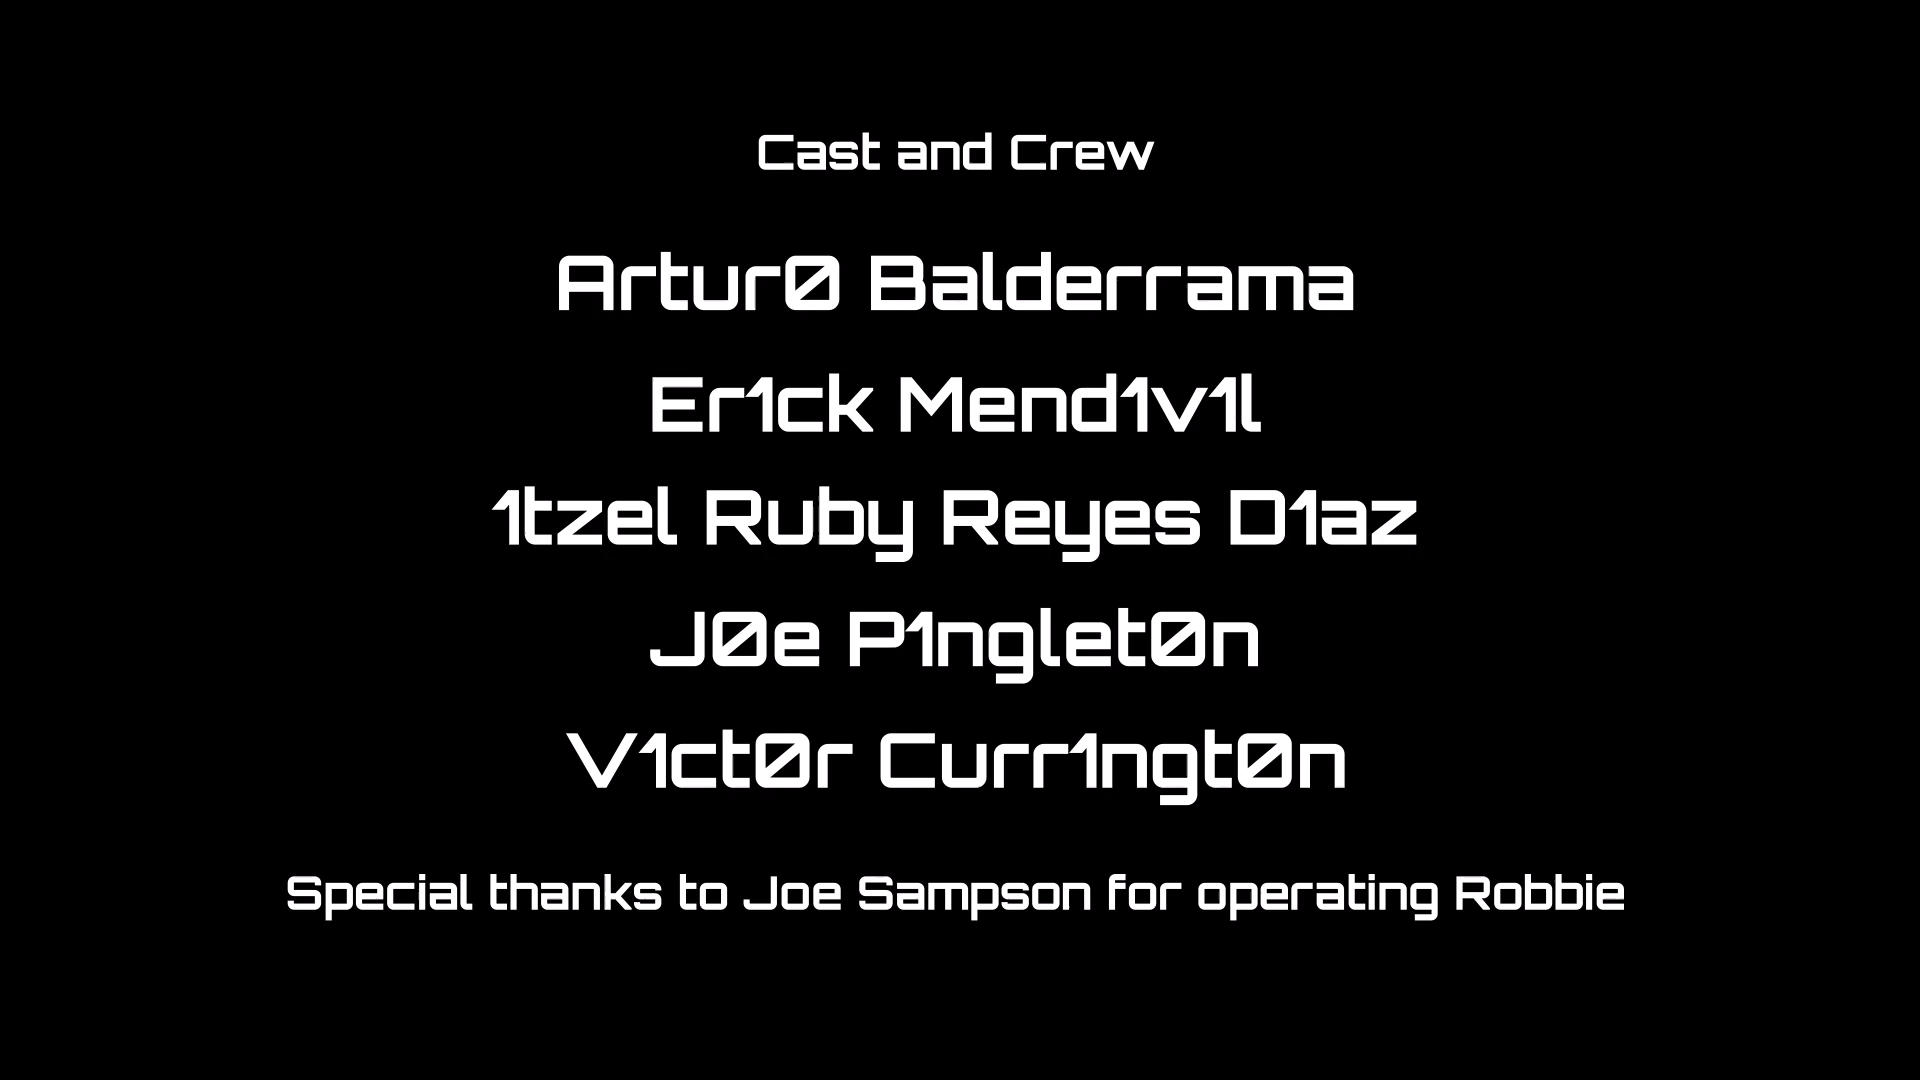 Cast and Crew
Artur0 Balderrama
Er1ck Mend1v1l
1tzel Ruby Reyes D1az
J0e P1nglet0n
V1ct0r Curr1ngt0n
Special thanks to Joe Sampson for operating Robbie